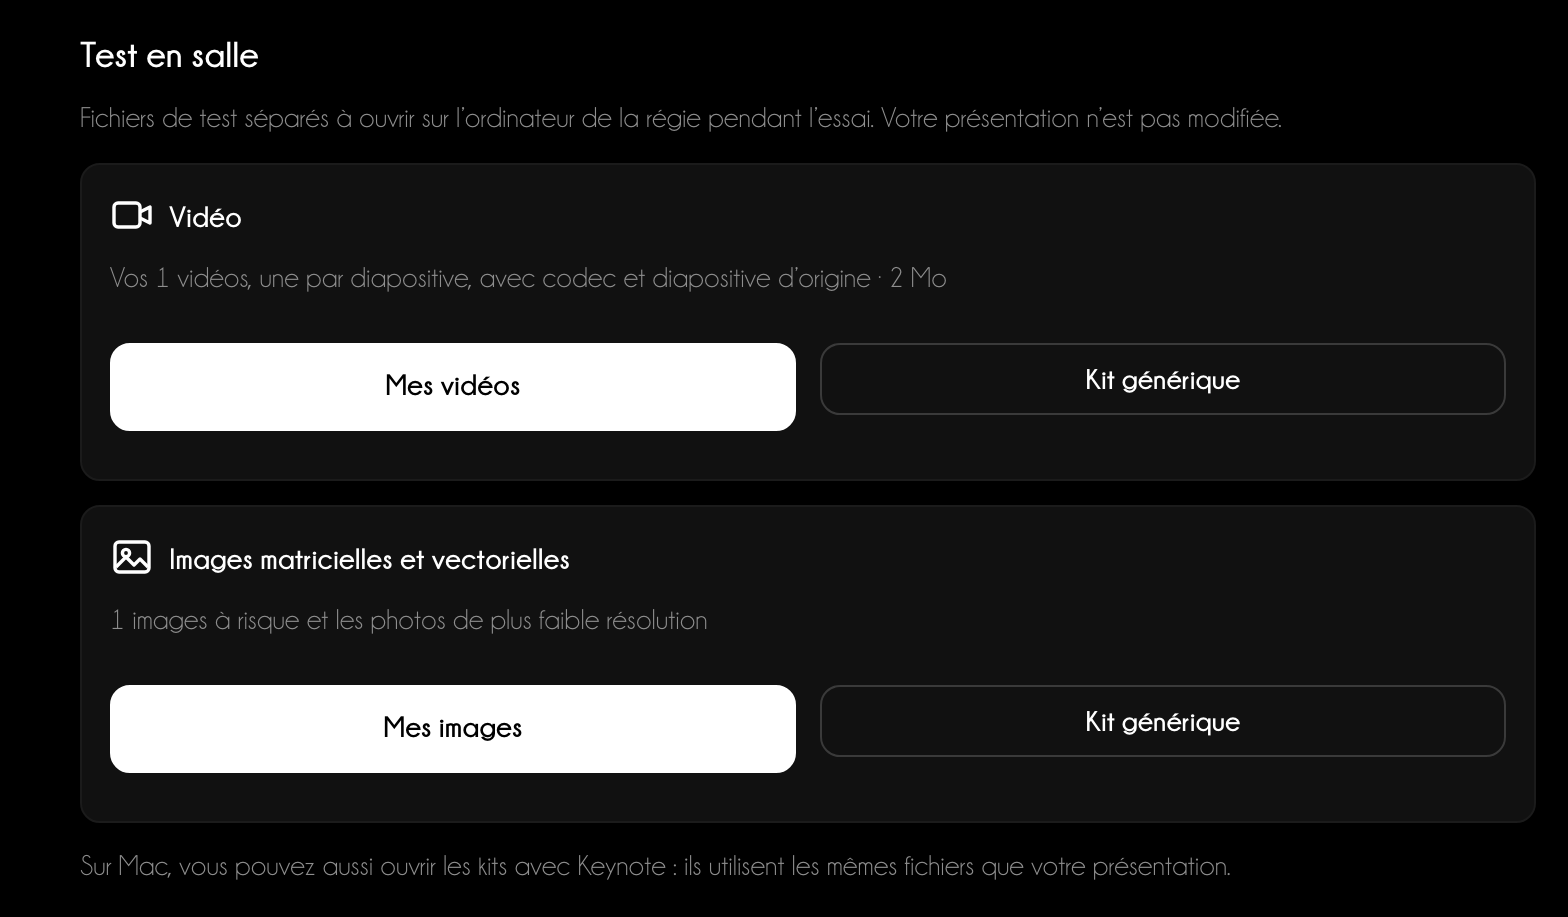 Test en salle
Fichiers de test séparés à ouvrir sur l’ordinateur de la régie pendant l’essai. Votre présentation n’est pas modifiée.
Vidéo
Vos 1 vidéos, une par diapositive, avec codec et diapositive d’origine · 2 Mo
Mes vidéos
Kit générique
Images matricielles et vectorielles
1 images à risque et les photos de plus faible résolution
Mes images
Kit générique
Sur Mac, vous pouvez aussi ouvrir les kits avec Keynote : ils utilisent les mêmes fichiers que votre présentation.